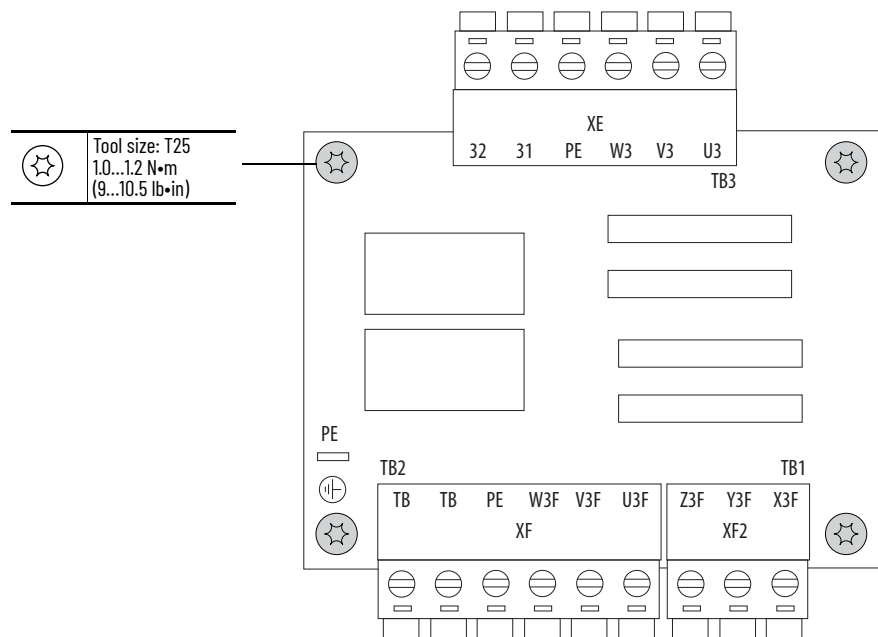 Tool size: T25
1.0...1.2 N•m
(9...10.5 lb•in)
XE
32 31 PE W3 V3 U3
TB3
PE
TB2 TB1
TB TB PE W3F V3F U3F Z3F Y3F X3F
XF XF2